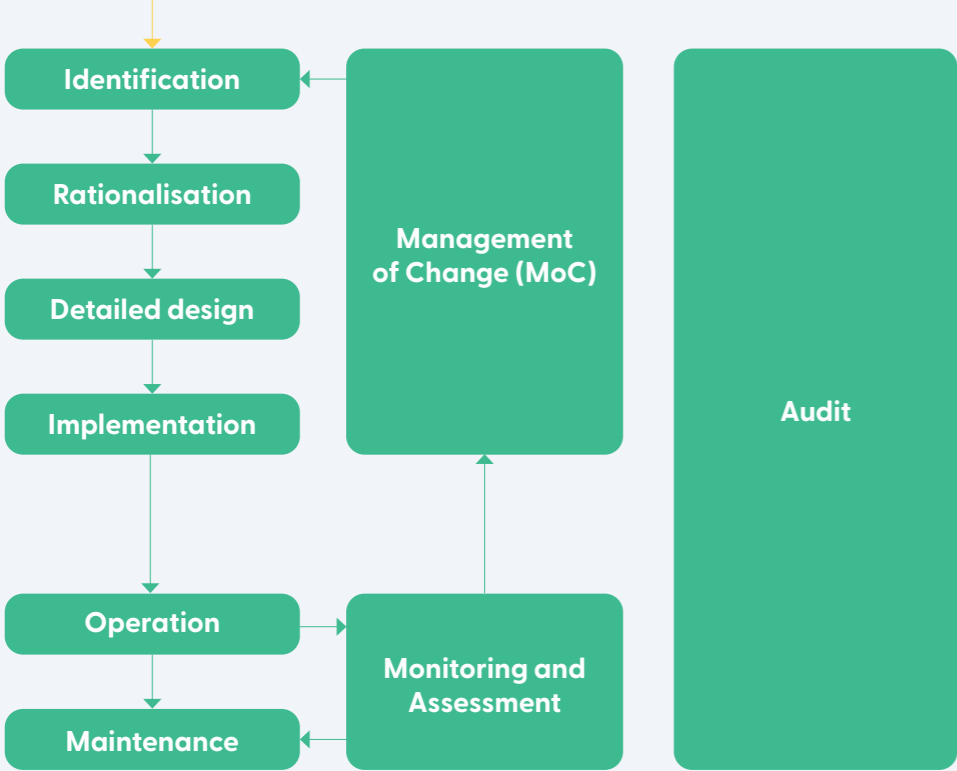 Identification
Rationalisation
Detailed design
Implementation
Operation
Maintenance
Management
of Change (MoC)
Monitoring and
Assessment
Audit